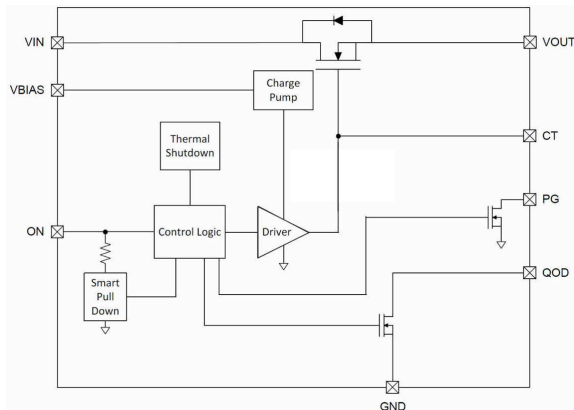 VIN
VOUT
VBIAS
Charge
Pump
CT
Thermal
Shutdown
PG
ON
Control Logic
Driver
QOD
Smart
Pull
Down
GND